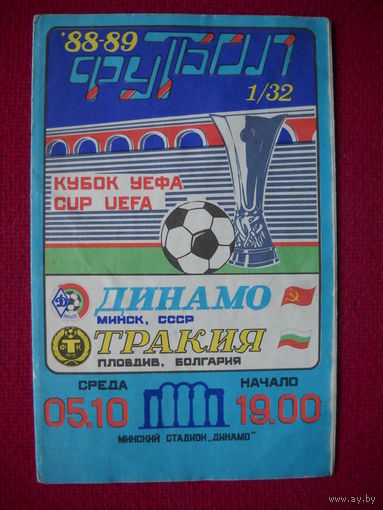 '88-89
ФУТБОЛ
1/32
КУБОК УЕФА
CUP UEFA
ДИНАМО
МИНСК, СССР
ТРАКИЯ
ПЛОВДИВ, БОЛГАРИЯ
СРЕДА
НАЧАЛО
05.10
19.00
МИНСКИЙ СТАДИОН „ДИНАМО"
www.ay.by